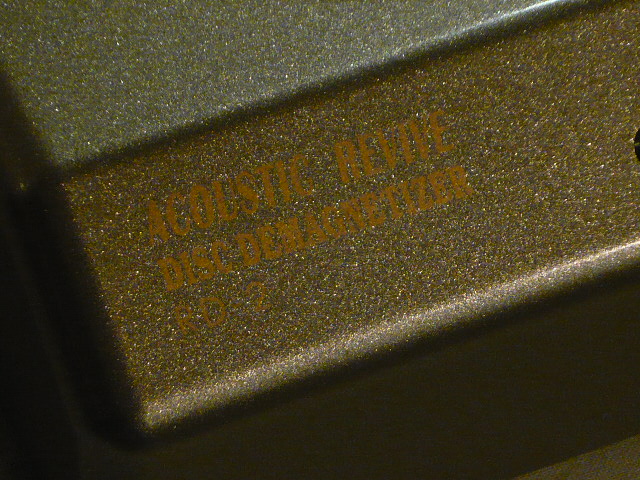 ACOUSTIC REVIVE
DISC DEMAGNETIZER
RD-2